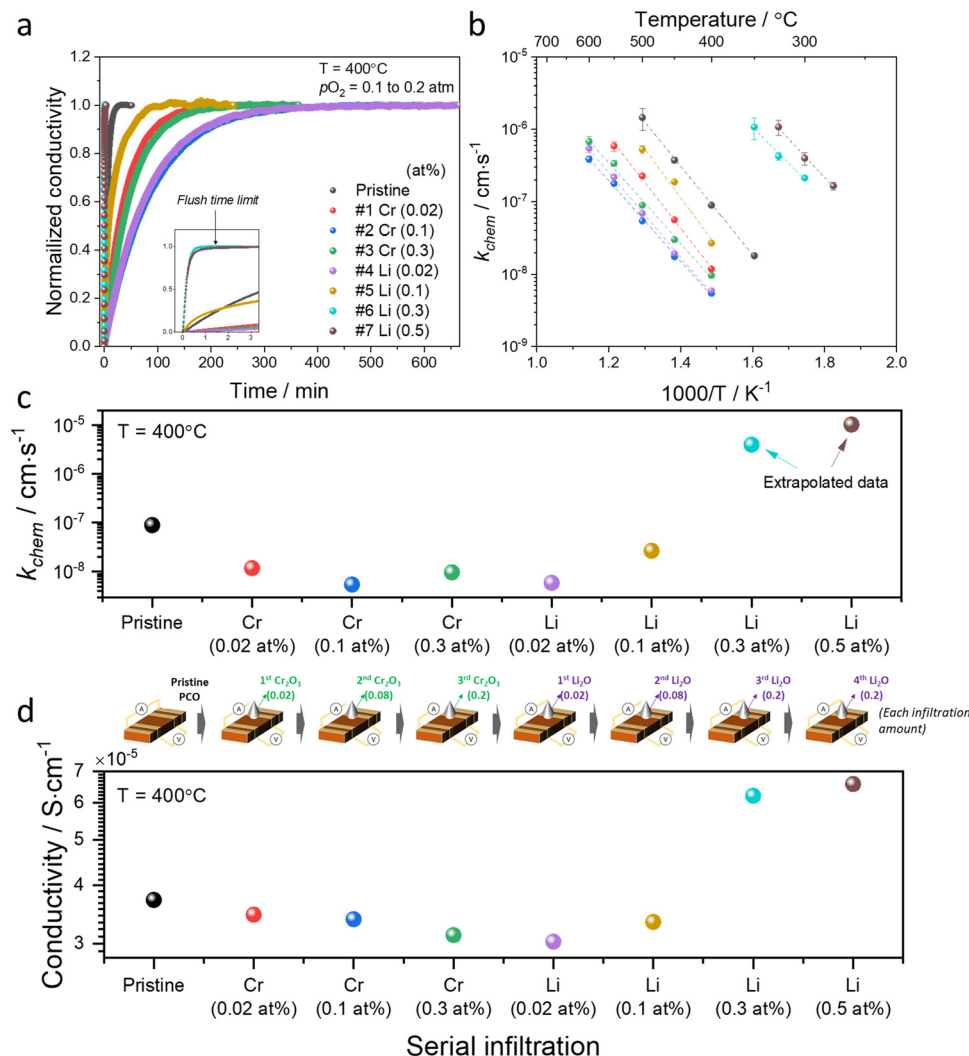 a
Normalized conductivity
1.2
1.0
0.8
0.6
0.4
0.2
0.0
T = 400°C
pO2 = 0.1 to 0.2 atm
(at%)
Pristine
#1 Cr (0.02)
#2 Cr (0.1)
#3 Cr (0.3)
#4 Li (0.02)
#5 Li (0.1)
#6 Li (0.3)
#7 Li (0.5)
Flush time limit
1.0
0.5
0.0
0 1 2 3
0 100 200 300 400 500 600
Time / min
b
Temperature / °C
700 600 500 400 300
kchem / cm·s-1
10-5
10-6
10-7
10-8
10-9
1.0 1.2 1.4 1.6 1.8 2.0
1000/T / K-1
c
T = 400°C
kchem / cm·s-1
10-5
10-6
10-7
10-8
Extrapolated data
Pristine Cr Cr Cr Li Li Li Li
(0.02 at%) (0.1 at%) (0.3 at%) (0.02 at%) (0.1 at%) (0.3 at%) (0.5 at%)
Pristine PCO
1st Cr2O3 (0.02)
2nd Cr2O3 (0.08)
3rd Cr2O3 (0.2)
1st Li2O (0.02)
2nd Li2O (0.08)
3rd Li2O (0.2)
4th Li2O (0.2)
(Each infiltration amount)
A A A A A A A A
V V V V V V V V
d
×10-5
T = 400°C
Conductivity / S·cm-1
7
6
5
4
3
Pristine Cr Cr Cr Li Li Li Li
(0.02 at%) (0.1 at%) (0.3 at%) (0.02 at%) (0.1 at%) (0.3 at%) (0.5 at%)
Serial infiltration